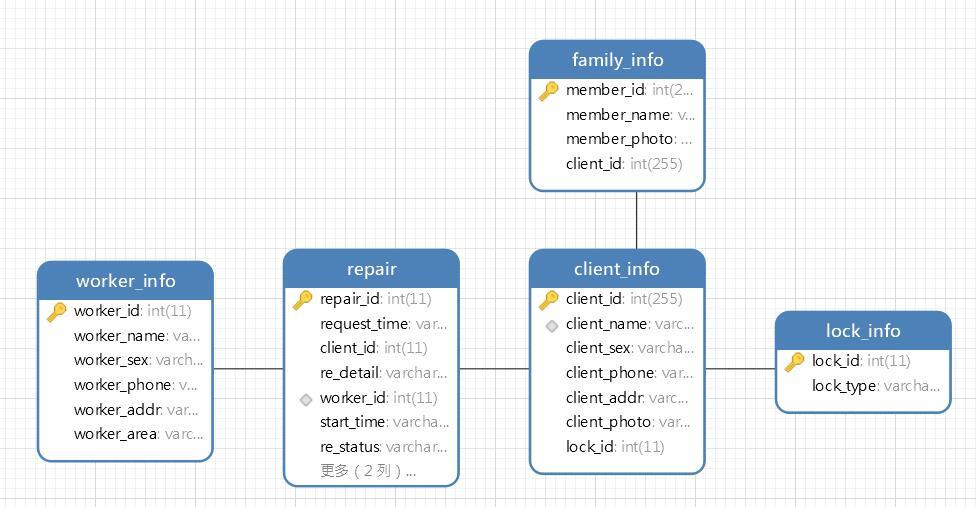 family_info
member_id: int(2...
member_name: v...
member_photo: ...
client_id: int(255)
worker_info
worker_id: int(11)
worker_name: va...
worker_sex: varch...
worker_phone: v...
worker_addr: var...
worker_area: varc...
repair
repair_id: int(11)
request_time: var...
client_id: int(11)
re_detail: varchar...
worker_id: int(11)
start_time: varcha...
re_status: varchar...
更多（2 列）...
client_info
client_id: int(255)
client_name: varc...
client_sex: varcha...
client_phone: var...
client_addr: varc...
client_photo: var...
lock_id: int(11)
lock_info
lock_id: int(11)
lock_type: varcha...